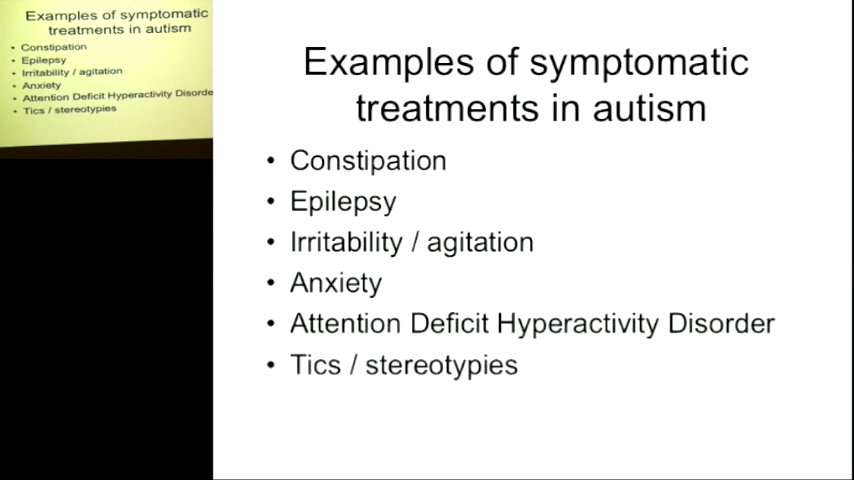 Examples of symptomatic
treatments in autism
• Constipation
• Epilepsy
• Irritability / agitation
• Anxiety
• Attention Deficit Hyperactivity Disorde
• Tics / stereotypies
Examples of symptomatic
treatments in autism
• Constipation
• Epilepsy
• Irritability / agitation
• Anxiety
• Attention Deficit Hyperactivity Disorder
• Tics / stereotypies